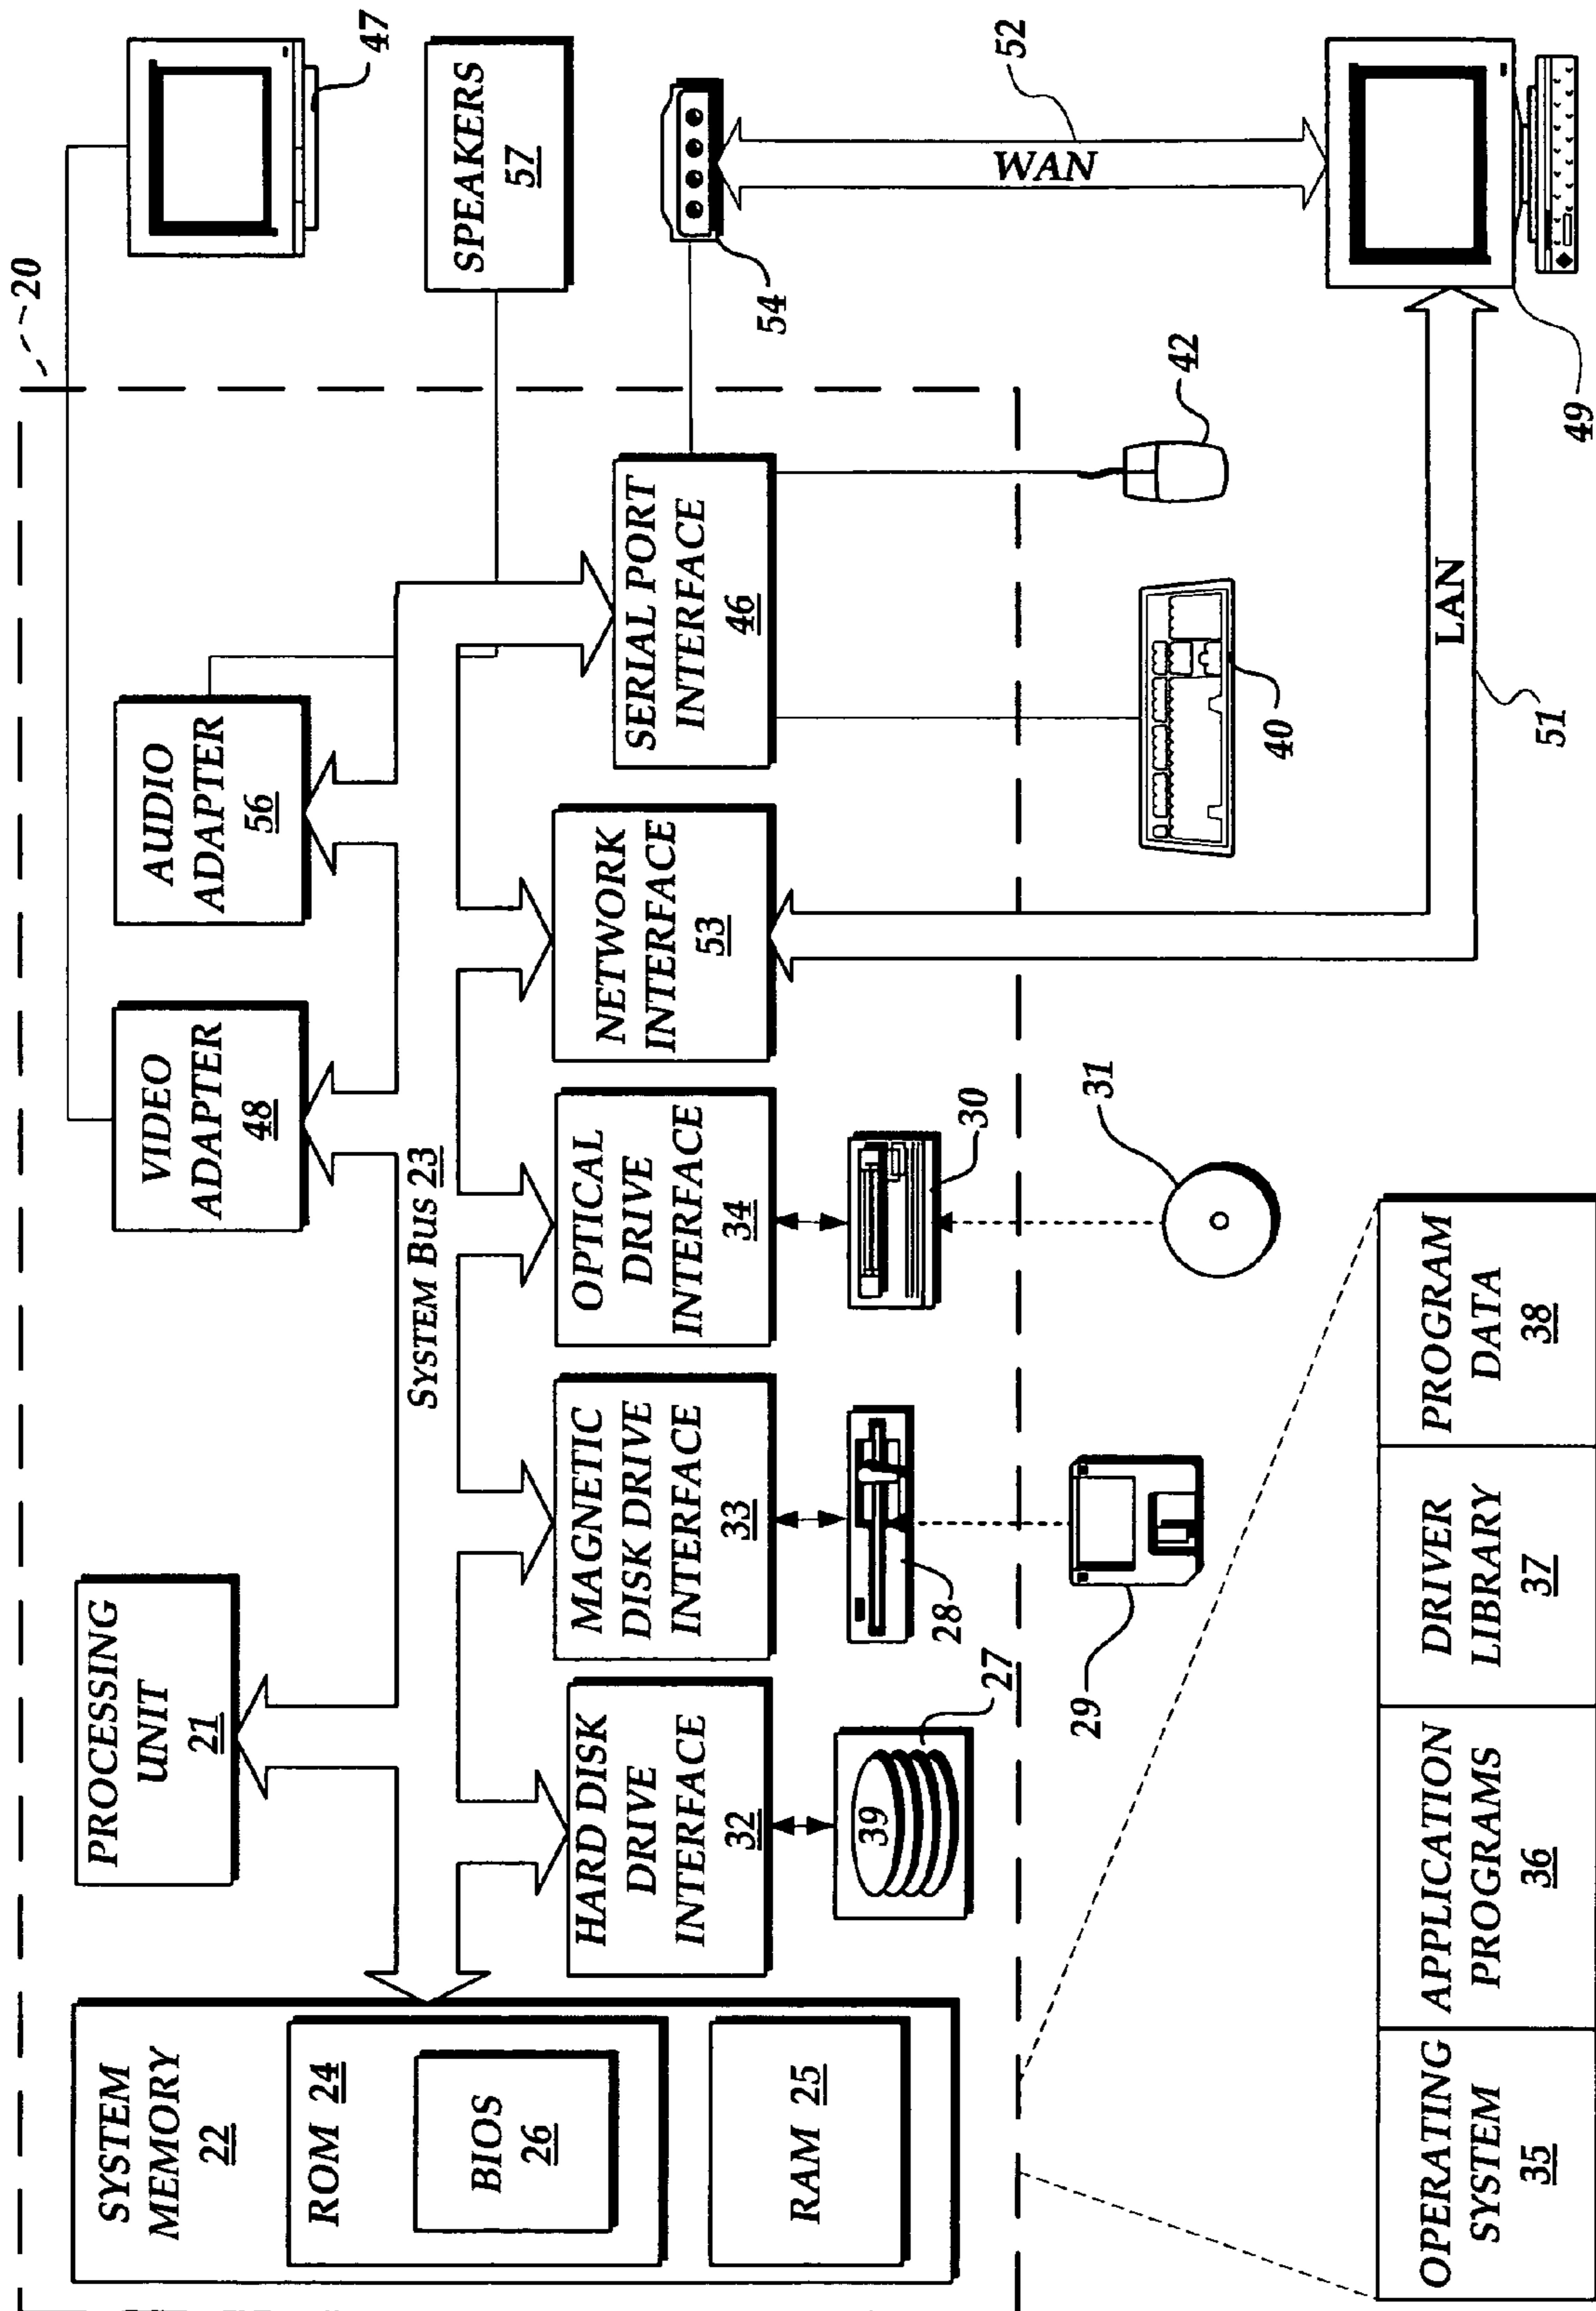 20
SYSTEM
MEMORY
22
ROM 24
BIOS
26
RAM 25
PROCESSING
UNIT
21
VIDEO
ADAPTER
48
AUDIO
ADAPTER
56
47
SYSTEM BUS 23
SPEAKERS
57
HARD DISK
DRIVE
INTERFACE
32
MAGNETIC
DISK DRIVE
INTERFACE
33
OPTICAL
DRIVE
INTERFACE
34
NETWORK
INTERFACE
53
SERIAL PORT
INTERFACE
46
54
39
27
28
30
52
WAN
29
31
40
42
LAN
51
49
OPERATING
SYSTEM
35
APPLICATION
PROGRAMS
36
DRIVER
LIBRARY
37
PROGRAM
DATA
38